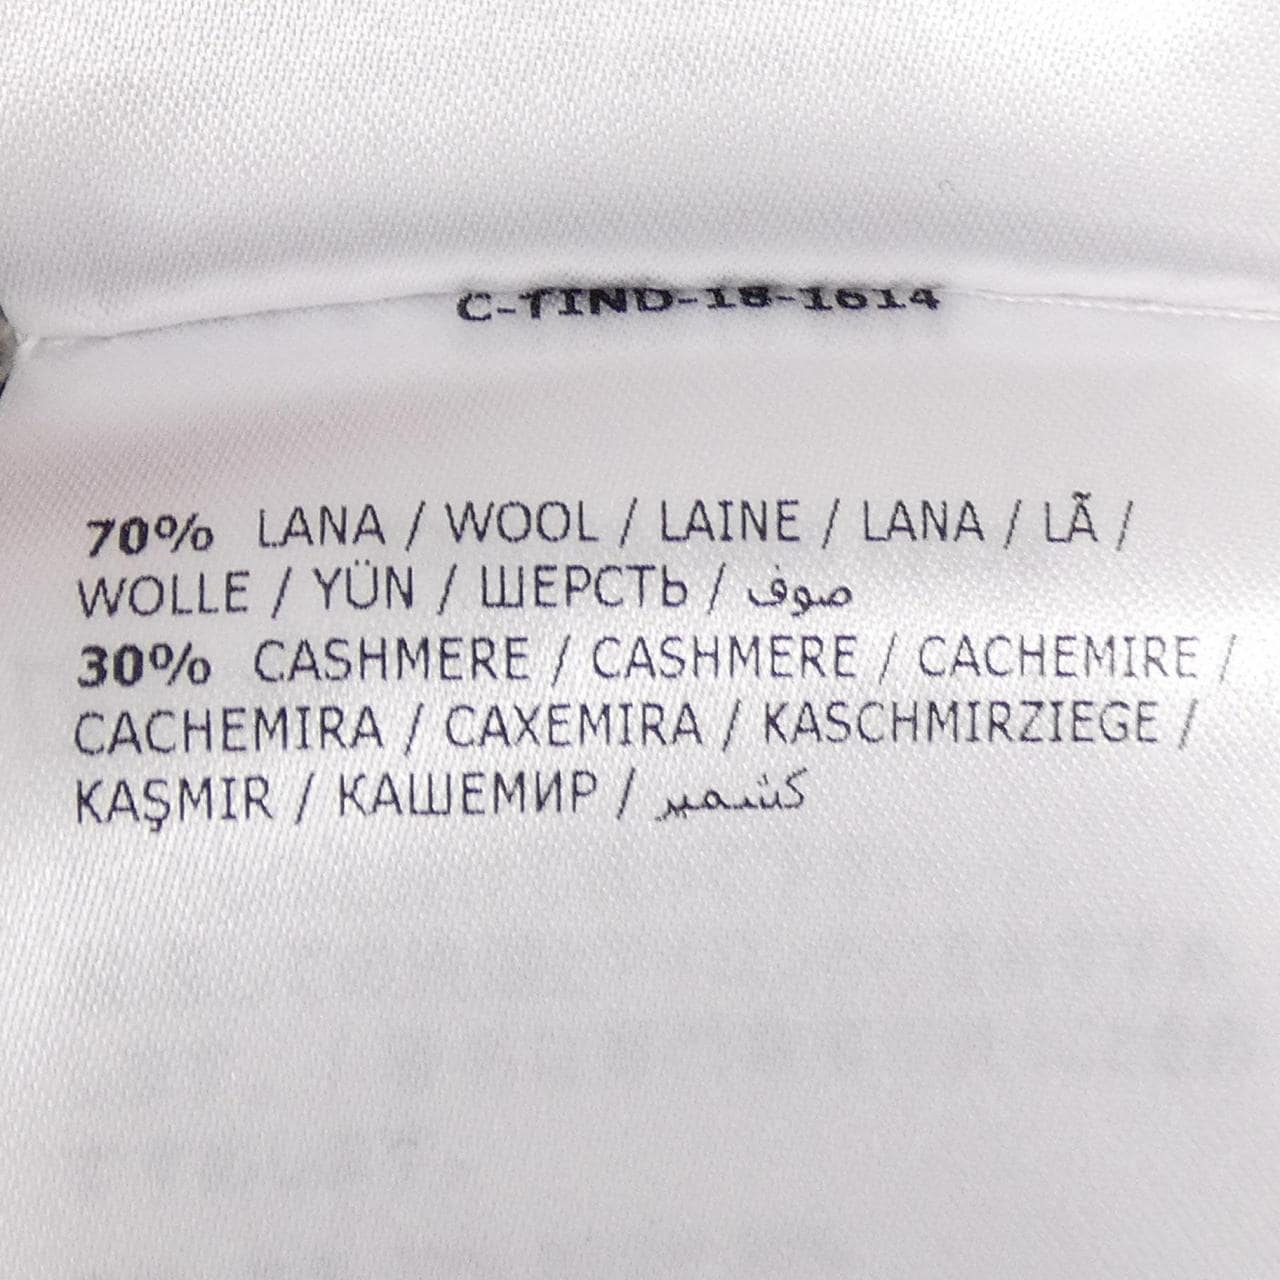 C-TIND-18-1614
70% LANA / WOOL / LAINE / LANA / LÃ /
WOLLE / YÜN / ШЕРСТЬ / صوف
30% CASHMERE / CASHMERE / CACHEMIRE /
CACHEMIRA / CAXEMIRA / KASCHMIRZIEGE /
KAŞMIR / КАШЕМИР / كشمير